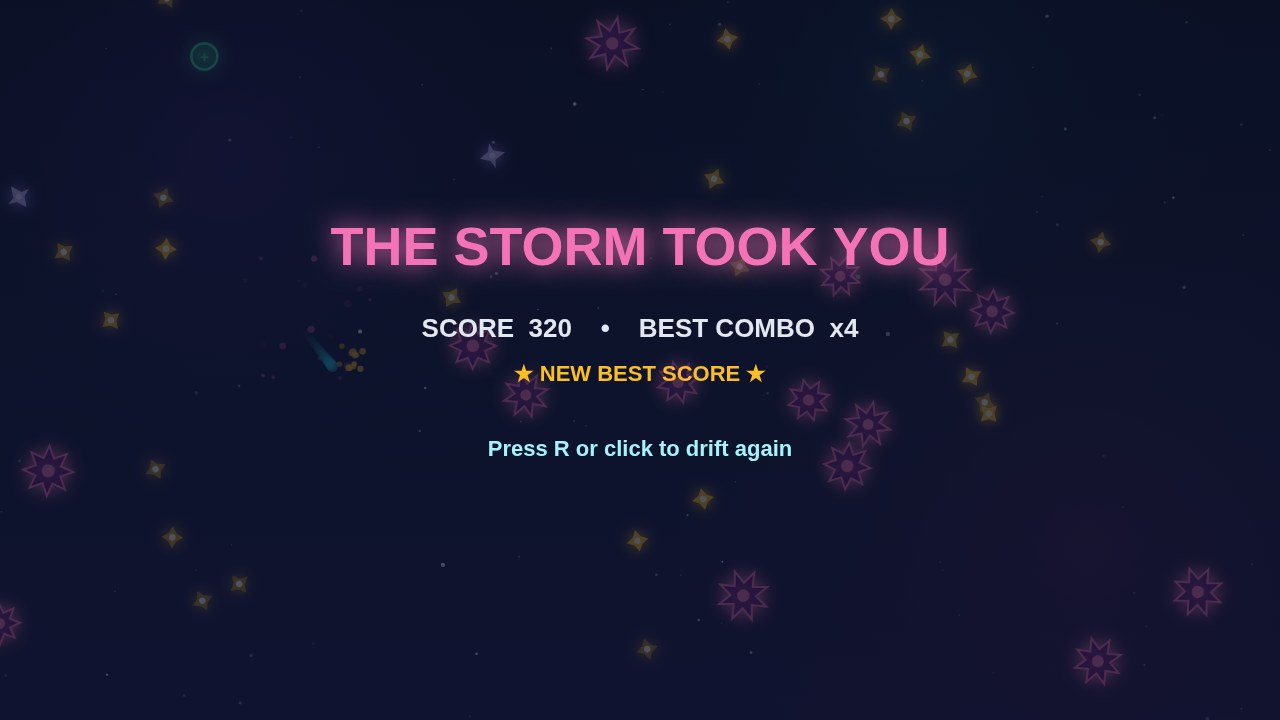 THE STORM TOOK YOU
SCORE 320 • BEST COMBO x4
★ NEW BEST SCORE ★
Press R or click to drift again